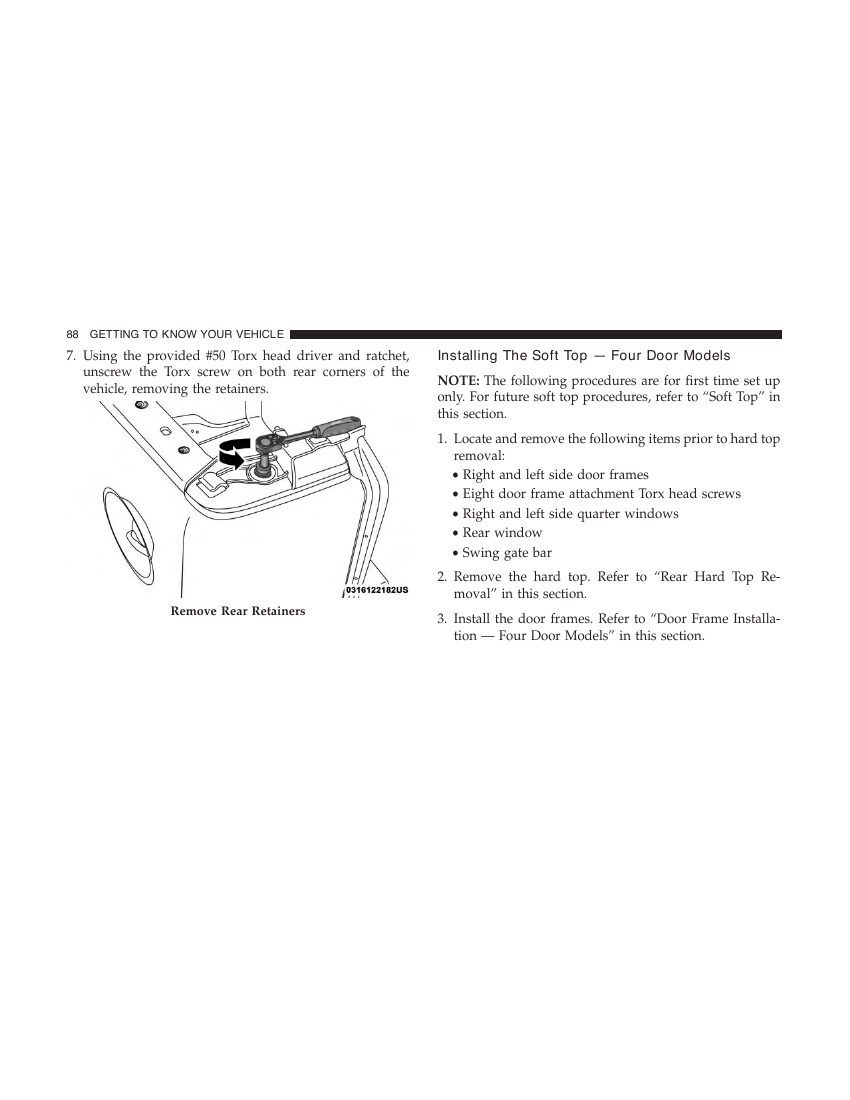 88 GETTING TO KNOW YOUR VEHICLE
7. Using the provided #50 Torx head driver and ratchet,
unscrew the Torx screw on both rear corners of the
vehicle, removing the retainers.
0316122182US
Remove Rear Retainers
Installing The Soft Top — Four Door Models
NOTE: The following procedures are for first time set up
only. For future soft top procedures, refer to “Soft Top” in
this section.
1. Locate and remove the following items prior to hard top
removal:
• Right and left side door frames
• Eight door frame attachment Torx head screws
• Right and left side quarter windows
• Rear window
• Swing gate bar
2. Remove the hard top. Refer to “Rear Hard Top Re-
moval” in this section.
3. Install the door frames. Refer to “Door Frame Installa-
tion — Four Door Models” in this section.